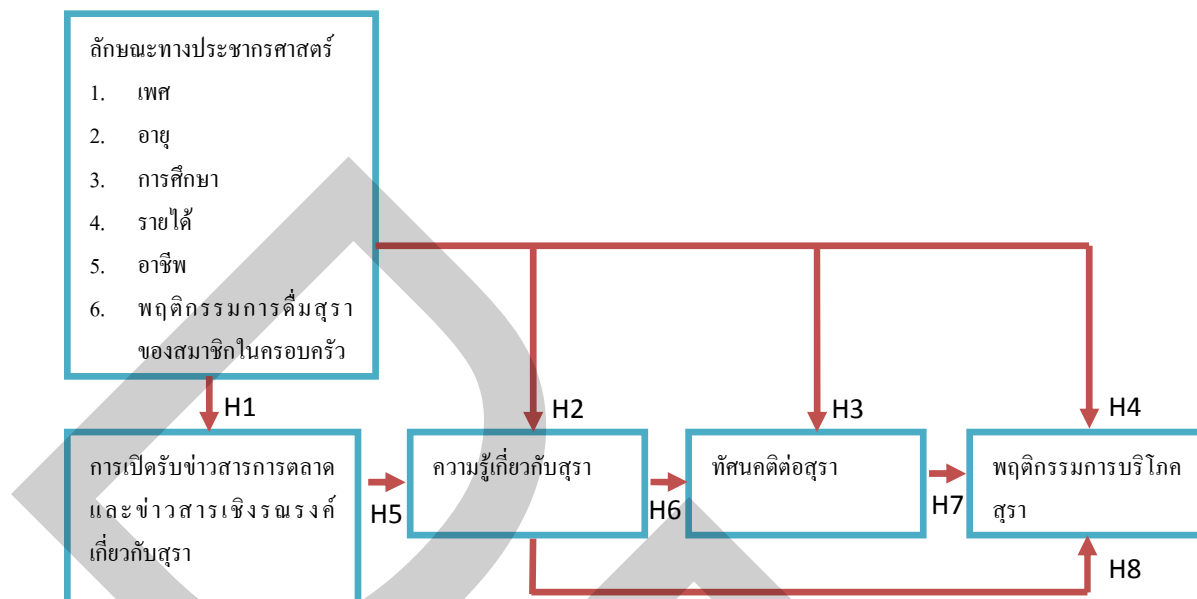 ลักษณะทางประชากรศาสตร์
1. เพศ
2. อายุ
3. การศึกษา
4. รายได้
5. อาชีพ
6. พฤติกรรมการดื่มสุรา
ของสมาชิกในครอบครัว
H1
H2
H3
H4
การเปิดรับข่าวสารการตลาด
และข่าวสารเชิงรณรงค์
เกี่ยวกับสุรา
H5
ความรู้เกี่ยวกับสุรา
H6
ทัศนคติต่อสุรา
H7
พฤติกรรมการบริโภค
สุรา
H8